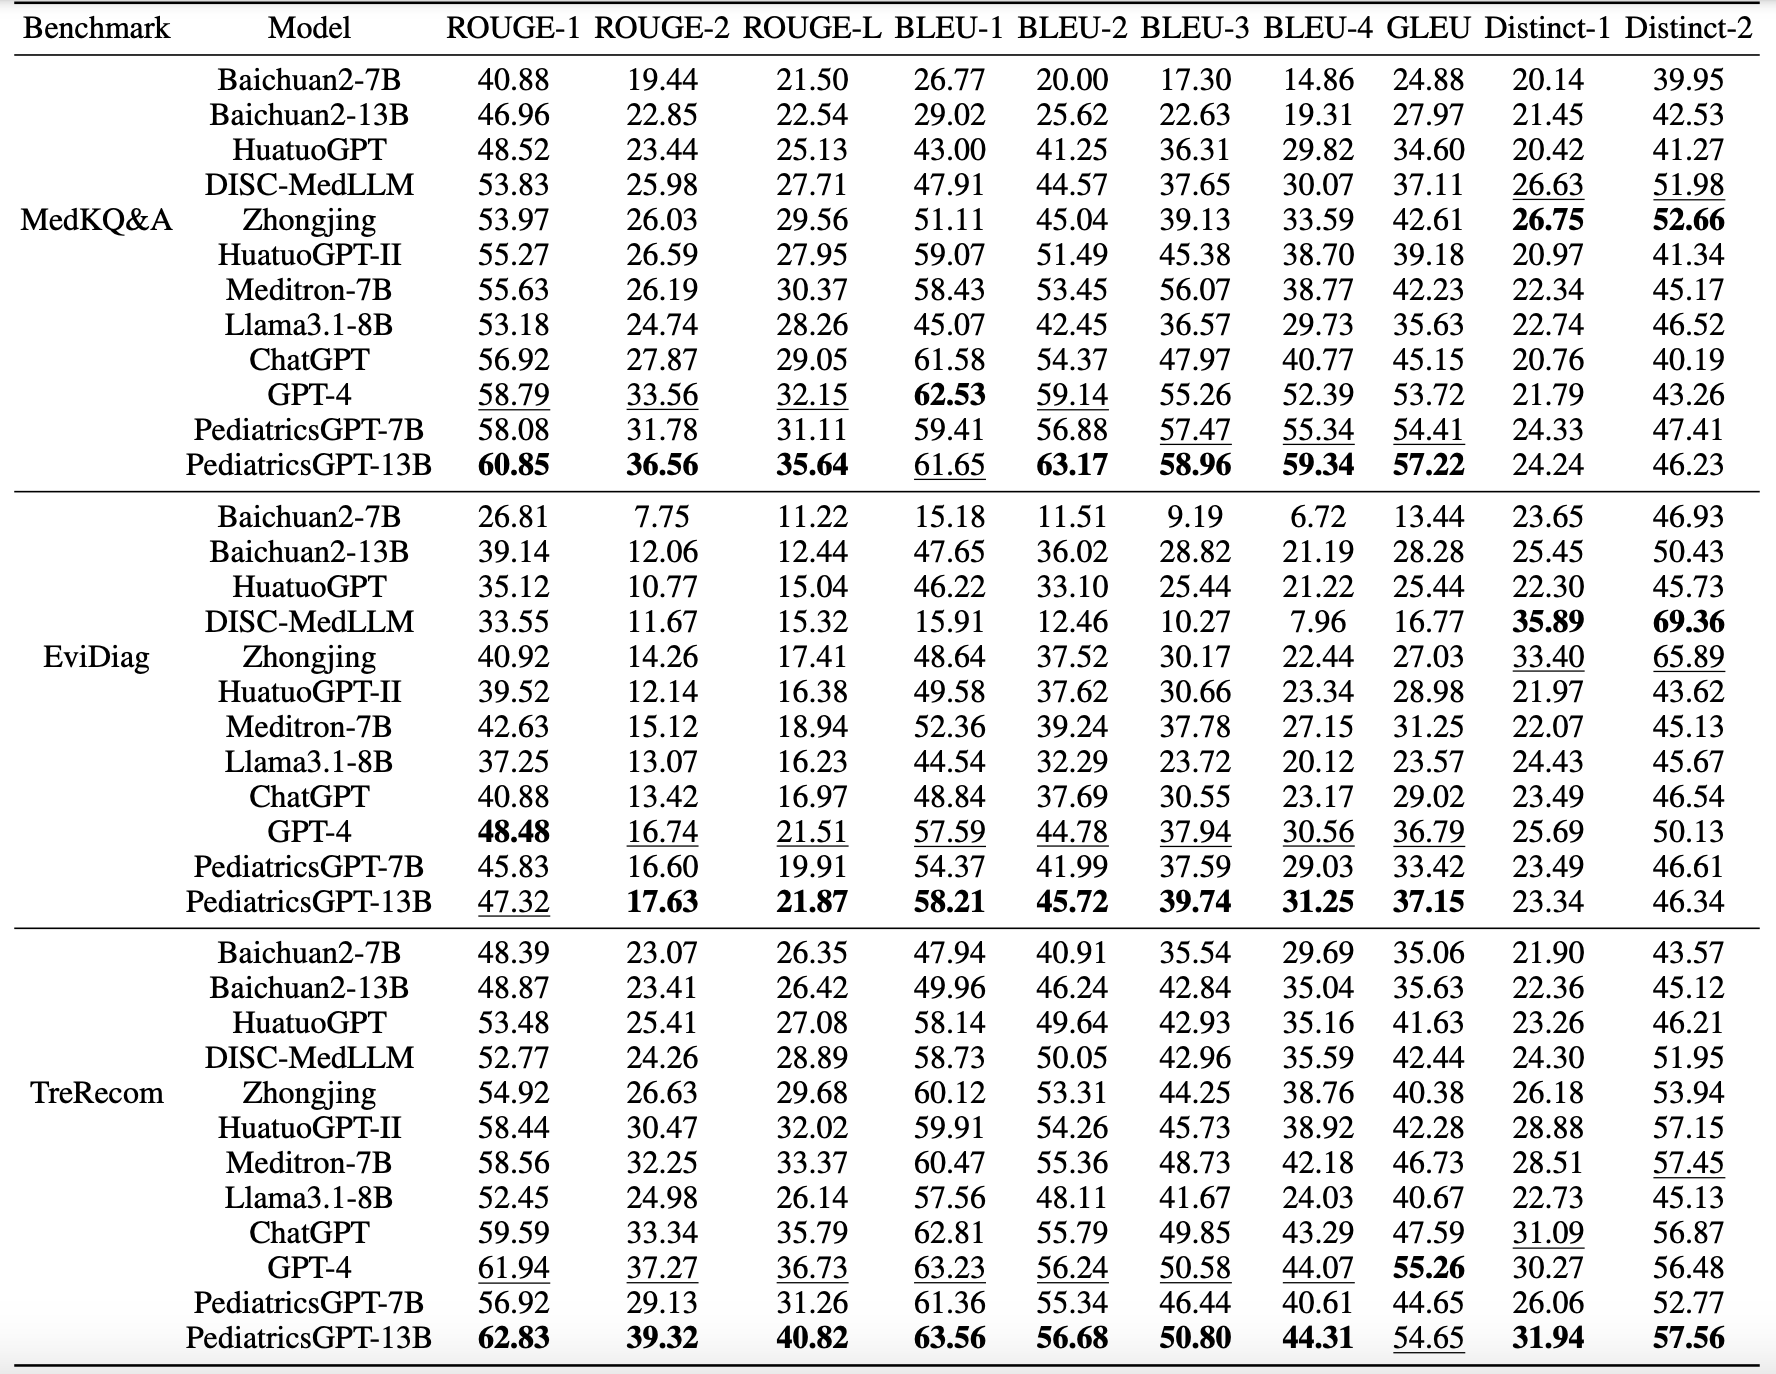 Benchmark Model ROUGE-1 ROUGE-2 ROUGE-L BLEU-1 BLEU-2 BLEU-3 BLEU-4 GLEU Distinct-1 Distinct-2
Baichuan2-7B 40.88 19.44 21.50 26.77 20.00 17.30 14.86 24.88 20.14 39.95
Baichuan2-13B 46.96 22.85 22.54 29.02 25.62 22.63 19.31 27.97 21.45 42.53
HuatuoGPT 48.52 23.44 25.13 43.00 41.25 36.31 29.82 34.60 20.42 41.27
DISC-MedLLM 53.83 25.98 27.71 47.91 44.57 37.65 30.07 37.11 26.63 51.98
MedKQ&A Zhongjing 53.97 26.03 29.56 51.11 45.04 39.13 33.59 42.61 26.75 52.66
HuatuoGPT-II 55.27 26.59 27.95 59.07 51.49 45.38 38.70 39.18 20.97 41.34
Meditron-7B 55.63 26.19 30.37 58.43 53.45 56.07 38.77 42.23 22.34 45.17
Llama3.1-8B 53.18 24.74 28.26 45.07 42.45 36.57 29.73 35.63 22.74 46.52
ChatGPT 56.92 27.87 29.05 61.58 54.37 47.97 40.77 45.15 20.76 40.19
GPT-4 58.79 33.56 32.15 62.53 59.14 55.26 52.39 53.72 21.79 43.26
PediatricsGPT-7B 58.08 31.78 31.11 59.41 56.88 57.47 55.34 54.41 24.33 47.41
PediatricsGPT-13B 60.85 36.56 35.64 61.65 63.17 58.96 59.34 57.22 24.24 46.23
Baichuan2-7B 26.81 7.75 11.22 15.18 11.51 9.19 6.72 13.44 23.65 46.93
Baichuan2-13B 39.14 12.06 12.44 47.65 36.02 28.82 21.19 28.28 25.45 50.43
HuatuoGPT 35.12 10.77 15.04 46.22 33.10 25.44 21.22 25.44 22.30 45.73
DISC-MedLLM 33.55 11.67 15.32 15.91 12.46 10.27 7.96 16.77 35.89 69.36
EviDiag Zhongjing 40.92 14.26 17.41 48.64 37.52 30.17 22.44 27.03 33.40 65.89
HuatuoGPT-II 39.52 12.14 16.38 49.58 37.62 30.66 23.34 28.98 21.97 43.62
Meditron-7B 42.63 15.12 18.94 52.36 39.24 37.78 27.15 31.25 22.07 45.13
Llama3.1-8B 37.25 13.07 16.23 44.54 32.29 23.72 20.12 23.57 24.43 45.67
ChatGPT 40.88 13.42 16.97 48.84 37.69 30.55 23.17 29.02 23.49 46.54
GPT-4 48.48 16.74 21.51 57.59 44.78 37.94 30.56 36.79 25.69 50.13
PediatricsGPT-7B 45.83 16.60 19.91 54.37 41.99 37.59 29.03 33.42 23.49 46.61
PediatricsGPT-13B 47.32 17.63 21.87 58.21 45.72 39.74 31.25 37.15 23.34 46.34
Baichuan2-7B 48.39 23.07 26.35 47.94 40.91 35.54 29.69 35.06 21.90 43.57
Baichuan2-13B 48.87 23.41 26.42 49.96 46.24 42.84 35.04 35.63 22.36 45.12
HuatuoGPT 53.48 25.41 27.08 58.14 49.64 42.93 35.16 41.63 23.26 46.21
DISC-MedLLM 52.77 24.26 28.89 58.73 50.05 42.96 35.59 42.44 24.30 51.95
TreRecom Zhongjing 54.92 26.63 29.68 60.12 53.31 44.25 38.76 40.38 26.18 53.94
HuatuoGPT-II 58.44 30.47 32.02 59.91 54.26 45.73 38.92 42.28 28.88 57.15
Meditron-7B 58.56 32.25 33.37 60.47 55.36 48.73 42.18 46.73 28.51 57.45
Llama3.1-8B 52.45 24.98 26.14 57.56 48.11 41.67 24.03 40.67 22.73 45.13
ChatGPT 59.59 33.34 35.79 62.81 55.79 49.85 43.29 47.59 31.09 56.87
GPT-4 61.94 37.27 36.73 63.23 56.24 50.58 44.07 55.26 30.27 56.48
PediatricsGPT-7B 56.92 29.13 31.26 61.36 55.34 46.44 40.61 44.65 26.06 52.77
PediatricsGPT-13B 62.83 39.32 40.82 63.56 56.68 50.80 44.31 54.65 31.94 57.56